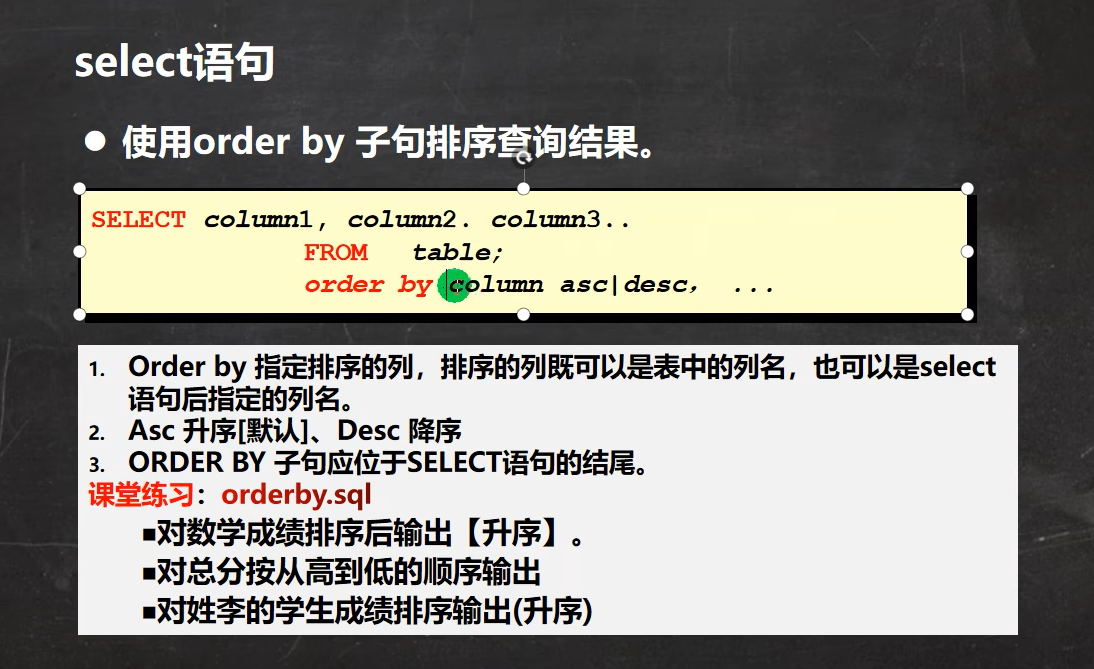 select语句
● 使用order by 子句排序查询结果。
SELECT column1, column2. column3..
FROM table;
order by column asc|desc， ...
1. Order by 指定排序的列，排序的列既可以是表中的列名，也可以是select
语句后指定的列名。
2. Asc 升序[默认]、Desc 降序
3. ORDER BY 子句应位于SELECT语句的结尾。
课堂练习：orderby.sql
■对数学成绩排序后输出【升序】。
■对总分按从高到低的顺序输出
■对姓李的学生成绩排序输出(升序)